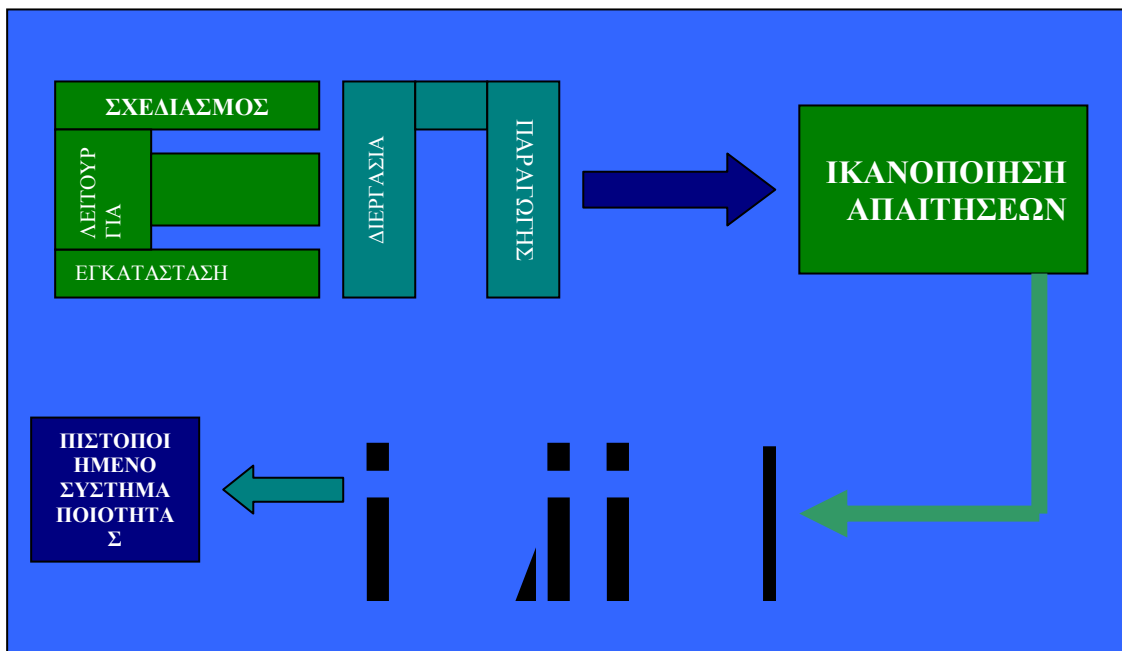 ΣΧΕΔΙΑΣΜΟΣ
ΛΕΙΤΟΥΡ
ΓΙΑ
ΕΓΚΑΤΑΣΤΑΣΗ
ΔΙΕΡΓΑΣΙΑ
ΠΑΡΑΓΩΓΗΣ
ΙΚΑΝΟΠΟΙΗΣΗ
ΑΠΑΙΤΗΣΕΩΝ
ΠΙΣΤΟΠΟΙ
ΗΜΕΝΟ
ΣΥΣΤΗΜΑ
ΠΟΙΟΤΗΤΑ
Σ